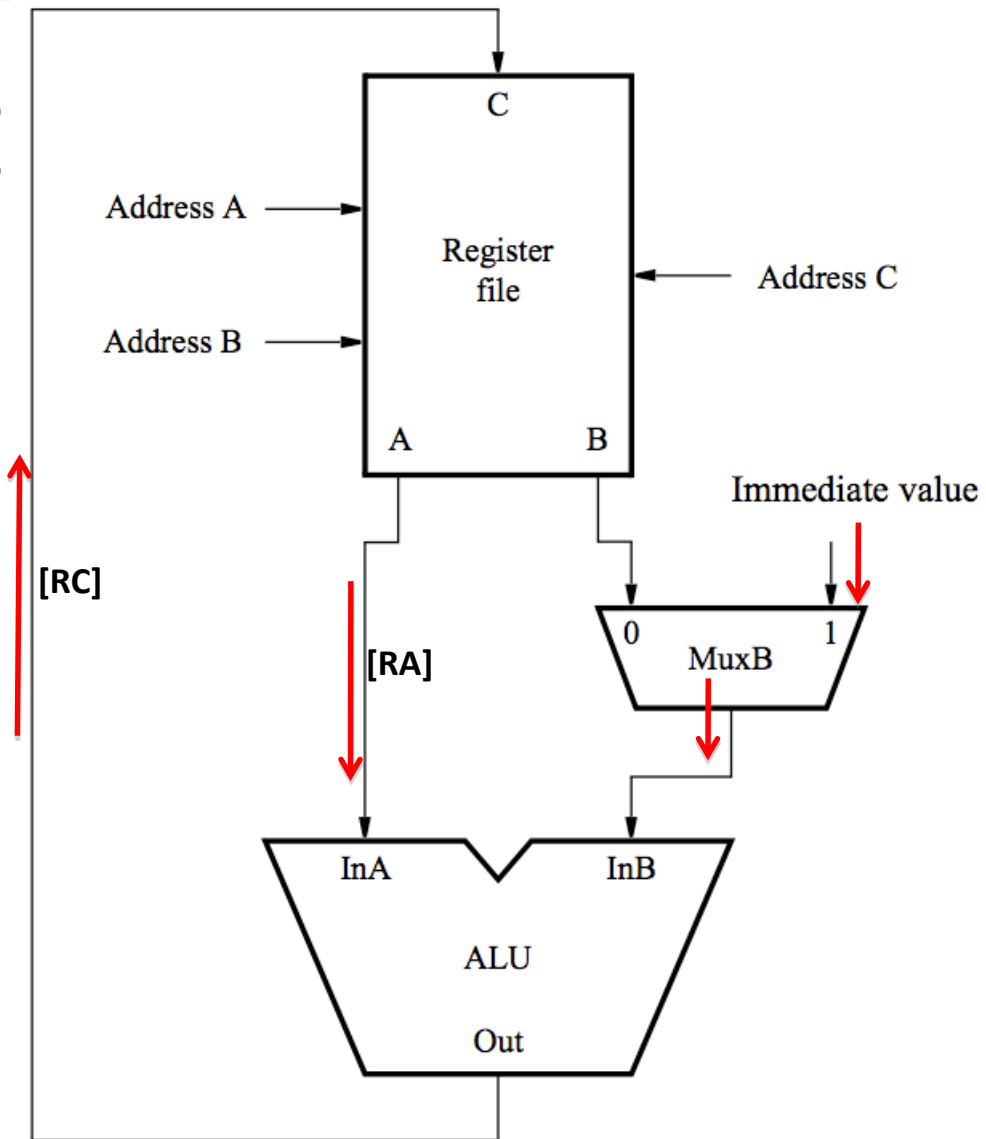 C
Address A
Register
file
Address C
Address B
A
B
Immediate value
[RC]
[RA]
0
1
MuxB
InA
InB
ALU
Out